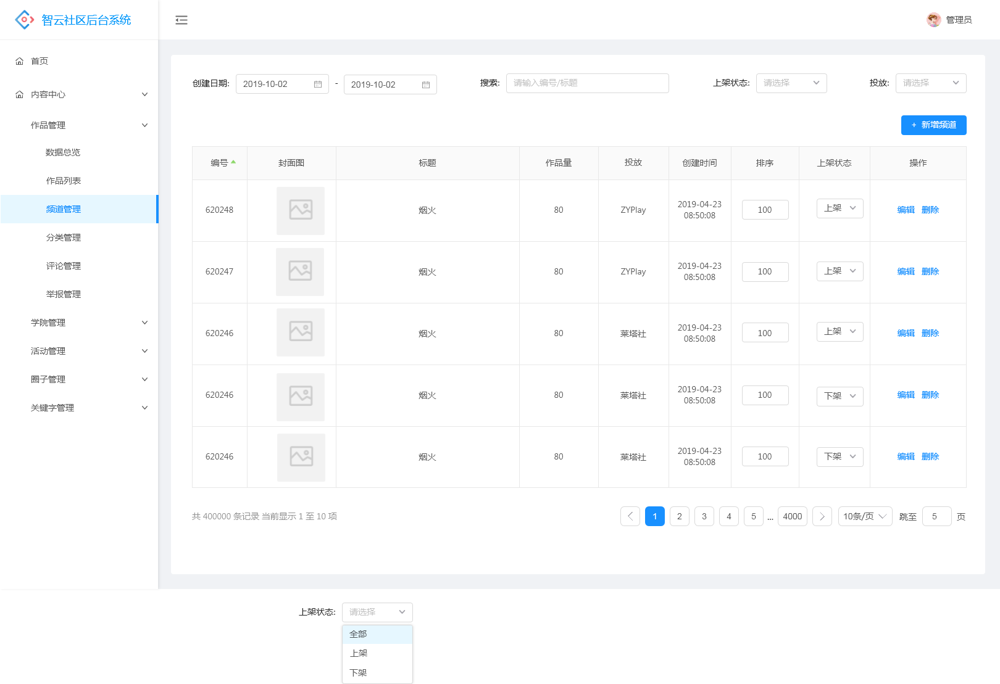 智云社区后台系统
管理员
首页
内容中心
作品管理
数据总览
作品列表
频道管理
分类管理
评论管理
举报管理
学院管理
活动管理
圈子管理
关键字管理
创建日期: 2019-10-02 - 2019-10-02 搜索: 请输入编号/标题 上架状态: 请选择 投放: 请选择
+ 新增频道
编号 封面图 标题 作品量 投放 创建时间 排序 上架状态 操作
620248 烟火 80 ZYPlay 2019-04-23 08:50:08 100 上架 编辑 删除
620247 烟火 80 ZYPlay 2019-04-23 08:50:08 100 上架 编辑 删除
620246 烟火 80 莱塔社 2019-04-23 08:50:08 100 上架 编辑 删除
620246 烟火 80 莱塔社 2019-04-23 08:50:08 100 下架 编辑 删除
620246 烟火 80 莱塔社 2019-04-23 08:50:08 100 下架 编辑 删除
共 400000 条记录 当前显示 1 至 10 项 1 2 3 4 5 ... 4000 10条/页 跳至 5 页
上架状态: 请选择
全部
上架
下架